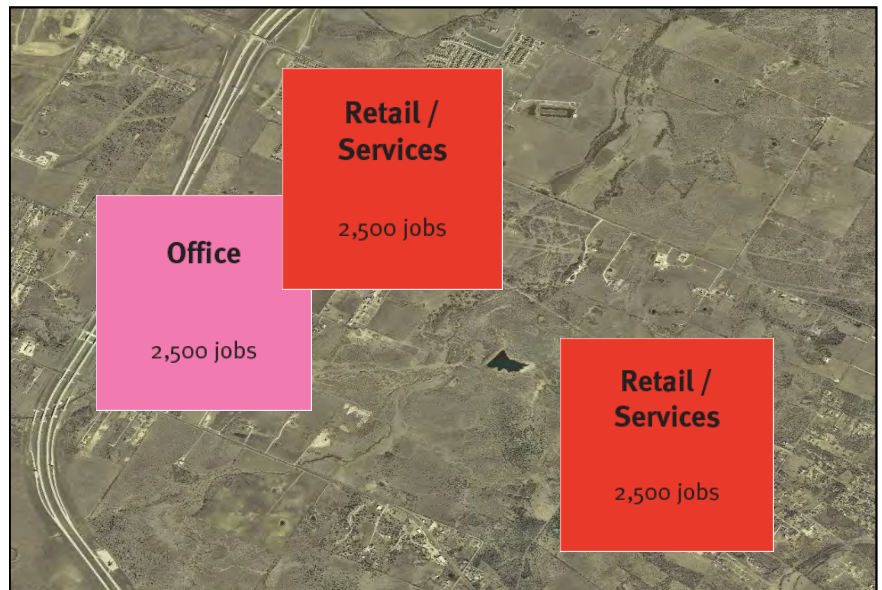 Retail /
Services
2,500 jobs
Office
2,500 jobs
Retail /
Services
2,500 jobs